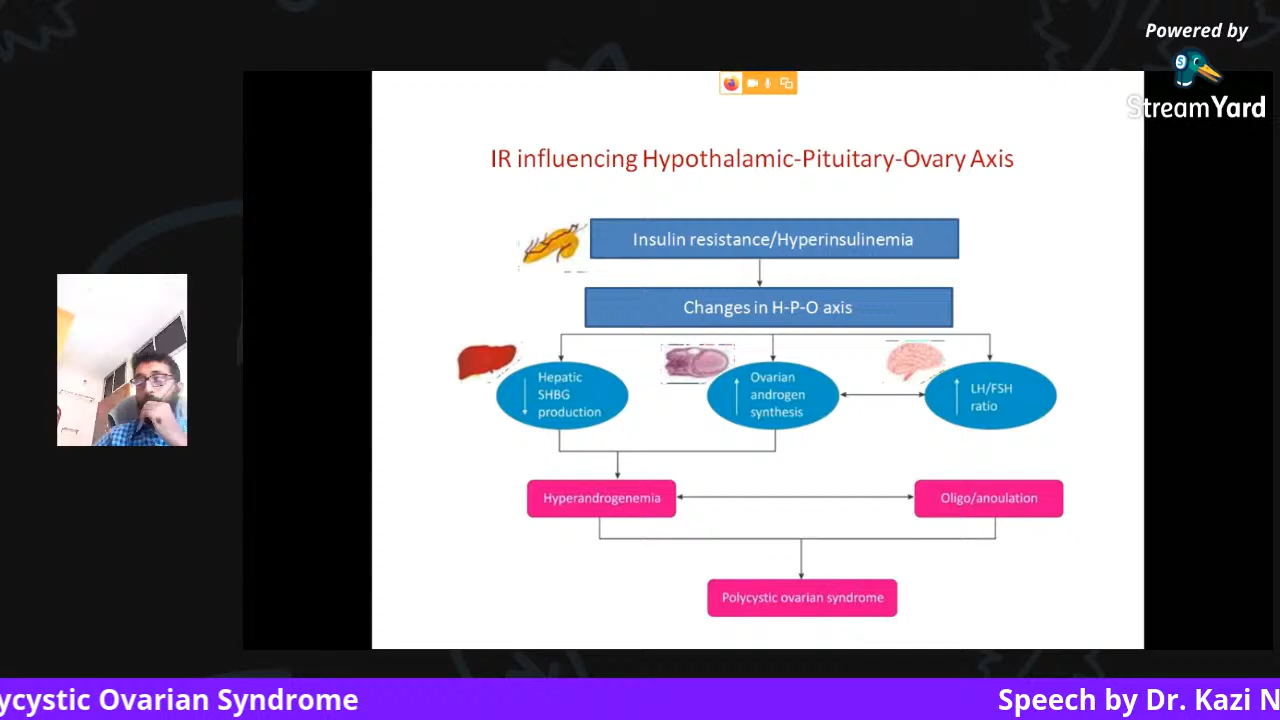 Powered by
StreamYard
IR influencing Hypothalamic-Pituitary-Ovary Axis
Insulin resistance/Hyperinsulinemia
Changes in H-P-O axis
Hepatic
SHBG
production
Ovarian
androgen
synthesis
LH/FSH
ratio
Hyperandrogenemia
Oligo/anoulation
Polycystic ovarian syndrome
ycystic Ovarian Syndrome
Speech by Dr. Kazi N